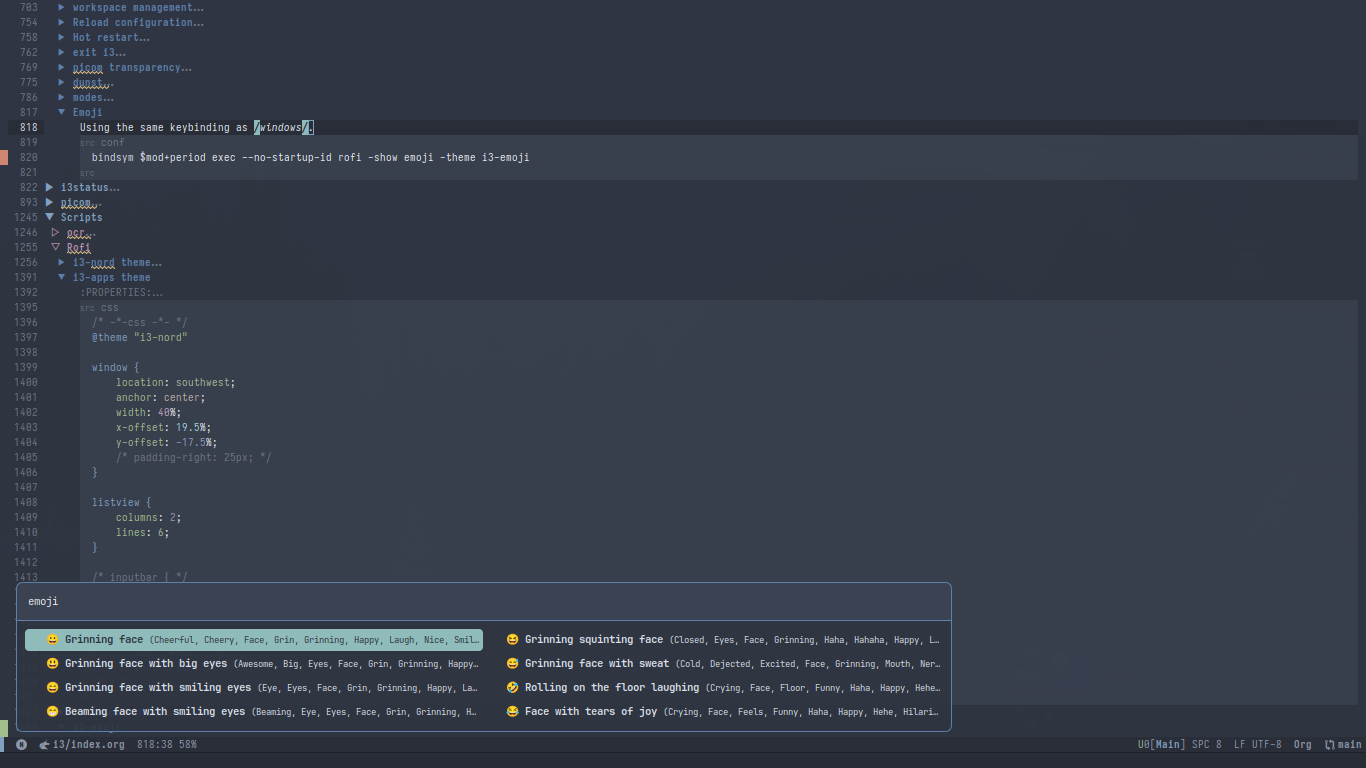 703 ▶ workspace management…
754 ▶ Reload configuration…
758 ▶ Hot restart…
762 ▶ exit i3…
769 ▶ picom transparency…
775 ▶ dunst…
786 ▶ modes…
817 ▼ Emoji
818 Using the same keybinding as /windows/.
819 src conf
820 bindsym $mod+period exec --no-startup-id rofi -show emoji -theme i3-emoji
821 src
822 ▶ i3status…
893 ▶ picom…
1245 ▼ Scripts
1246 ▷ ocr…
1255 ▽ Rofi
1256 ▶ i3-nord theme…
1391 ▼ i3-apps theme
1392 :PROPERTIES:…
1395 src css
1396 /* -*-css -*- */
1397 @theme "i3-nord"
1398
1399 window {
1400 location: southwest;
1401 anchor: center;
1402 width: 40%;
1403 x-offset: 19.5%;
1404 y-offset: -17.5%;
1405 /* padding-right: 25px; */
1406 }
1407
1408 listview {
1409 columns: 2;
1410 lines: 6;
1411 }
1412
1413 /* inputbar { */
emoji
😀 Grinning face (Cheerful, Cheery, Face, Grin, Grinning, Happy, Laugh, Nice, Smil…
😃 Grinning face with big eyes (Awesome, Big, Eyes, Face, Grin, Grinning, Happy…
😄 Grinning face with smiling eyes (Eye, Eyes, Face, Grin, Grinning, Happy, La…
😁 Beaming face with smiling eyes (Beaming, Eye, Eyes, Face, Grin, Grinning, H…
😆 Grinning squinting face (Closed, Eyes, Face, Grinning, Haha, Hahaha, Happy, L…
😅 Grinning face with sweat (Cold, Dejected, Excited, Face, Grinning, Mouth, Ner…
🤣 Rolling on the floor laughing (Crying, Face, Floor, Funny, Haha, Happy, Hehe…
😂 Face with tears of joy (Crying, Face, Feels, Funny, Haha, Happy, Hehe, Hilari…
N i3/index.org 818:38 58% U0[Main] SPC 8 LF UTF-8 Org main